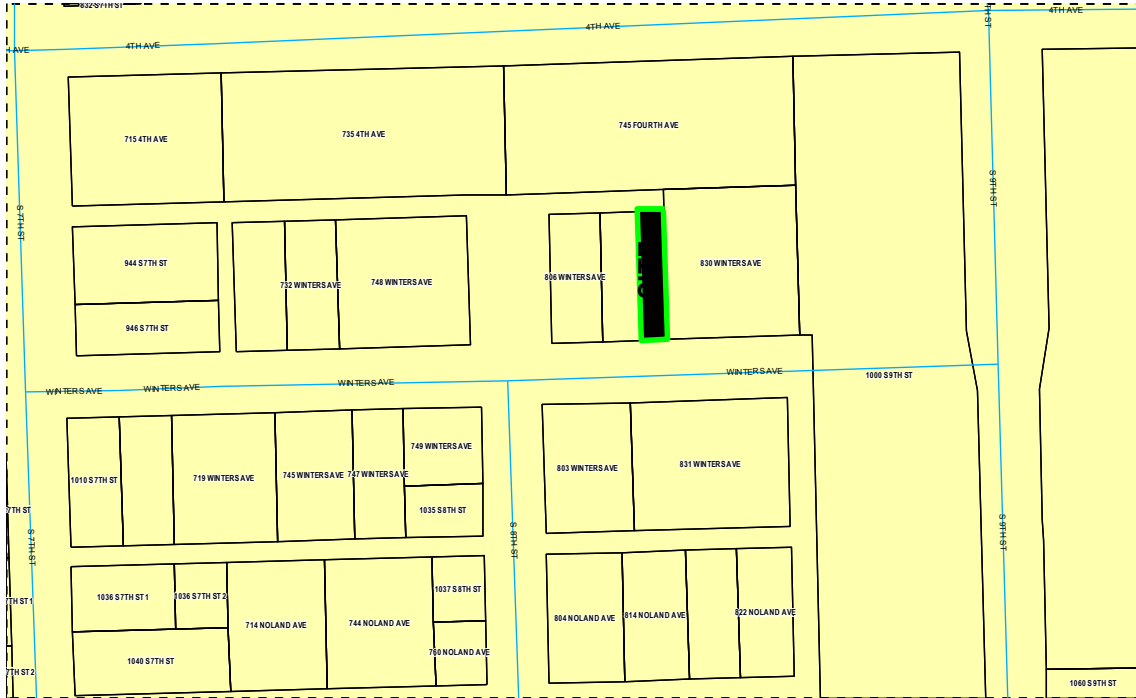 832 S 7TH ST
4TH AVE
4TH AVE
4TH AVE
AVE
715 4TH AVE
735 4TH AVE
745 FOURTH AVE
S 7TH ST
S 9TH ST
944 S 7TH ST
732 WINTERS AVE
748 WINTERS AVE
806 WINTERS AVE
SITE
830 WINTERS AVE
946 S 7TH ST
WINTERS AVE
WINTERS AVE
WINTERS AVE
WINTERS AVE
1000 S 9TH ST
749 WINTERS AVE
1010 S 7TH ST
719 WINTERS AVE
745 WINTERS AVE
747 WINTERS AVE
803 WINTERS AVE
831 WINTERS AVE
7TH ST
1035 S 8TH ST
S 7TH ST
S 8TH ST
S 9TH ST
1036 S 7TH ST 1
1036 S 7TH ST 2
1037 S 8TH ST
7TH ST 1
714 NOLAND AVE
744 NOLAND AVE
804 NOLAND AVE
814 NOLAND AVE
822 NOLAND AVE
1040 S 7TH ST
760 NOLAND AVE
7TH ST 2
1060 S 9TH ST